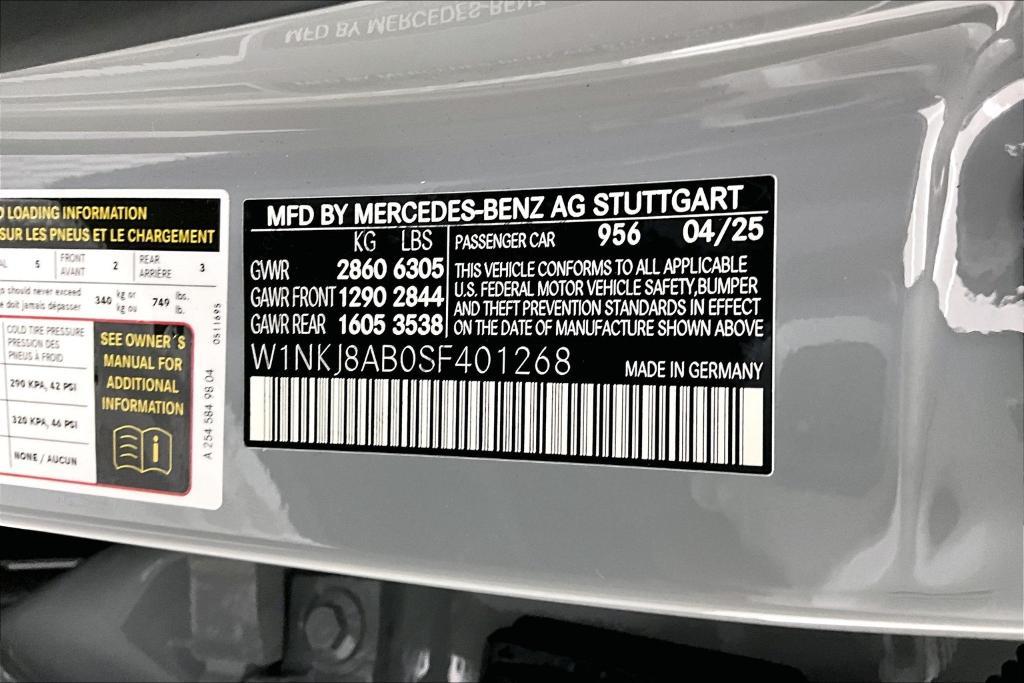 MFD BY MERCEDES-BENZ
LOADING INFORMATION
SUR LES PNEUS ET LE CHARGEMENT
5 FRONT AVANT 2 REAR ARRIÈRE 3
should never exceed
doit jamais dépasser
340 kg or kg ou 749 lbs. lb.
COLD TIRE PRESSURE
PRESSION DES
PNEUS À FROID
290 KPA, 42 PSI
320 KPA, 46 PSI
NONE / AUCUN
SEE OWNER´S
MANUAL FOR
ADDITIONAL
INFORMATION
i
0511695
A 254 584 98 04
MFD BY MERCEDES-BENZ AG STUTTGART
KG LBS
GVWR 2860 6305
GAWR FRONT 1290 2844
GAWR REAR 1605 3538
PASSENGER CAR 956 04/25
THIS VEHICLE CONFORMS TO ALL APPLICABLE
U.S. FEDERAL MOTOR VEHICLE SAFETY,BUMPER
AND THEFT PREVENTION STANDARDS IN EFFECT
ON THE DATE OF MANUFACTURE SHOWN ABOVE
W1NKJ8AB0SF401268
MADE IN GERMANY